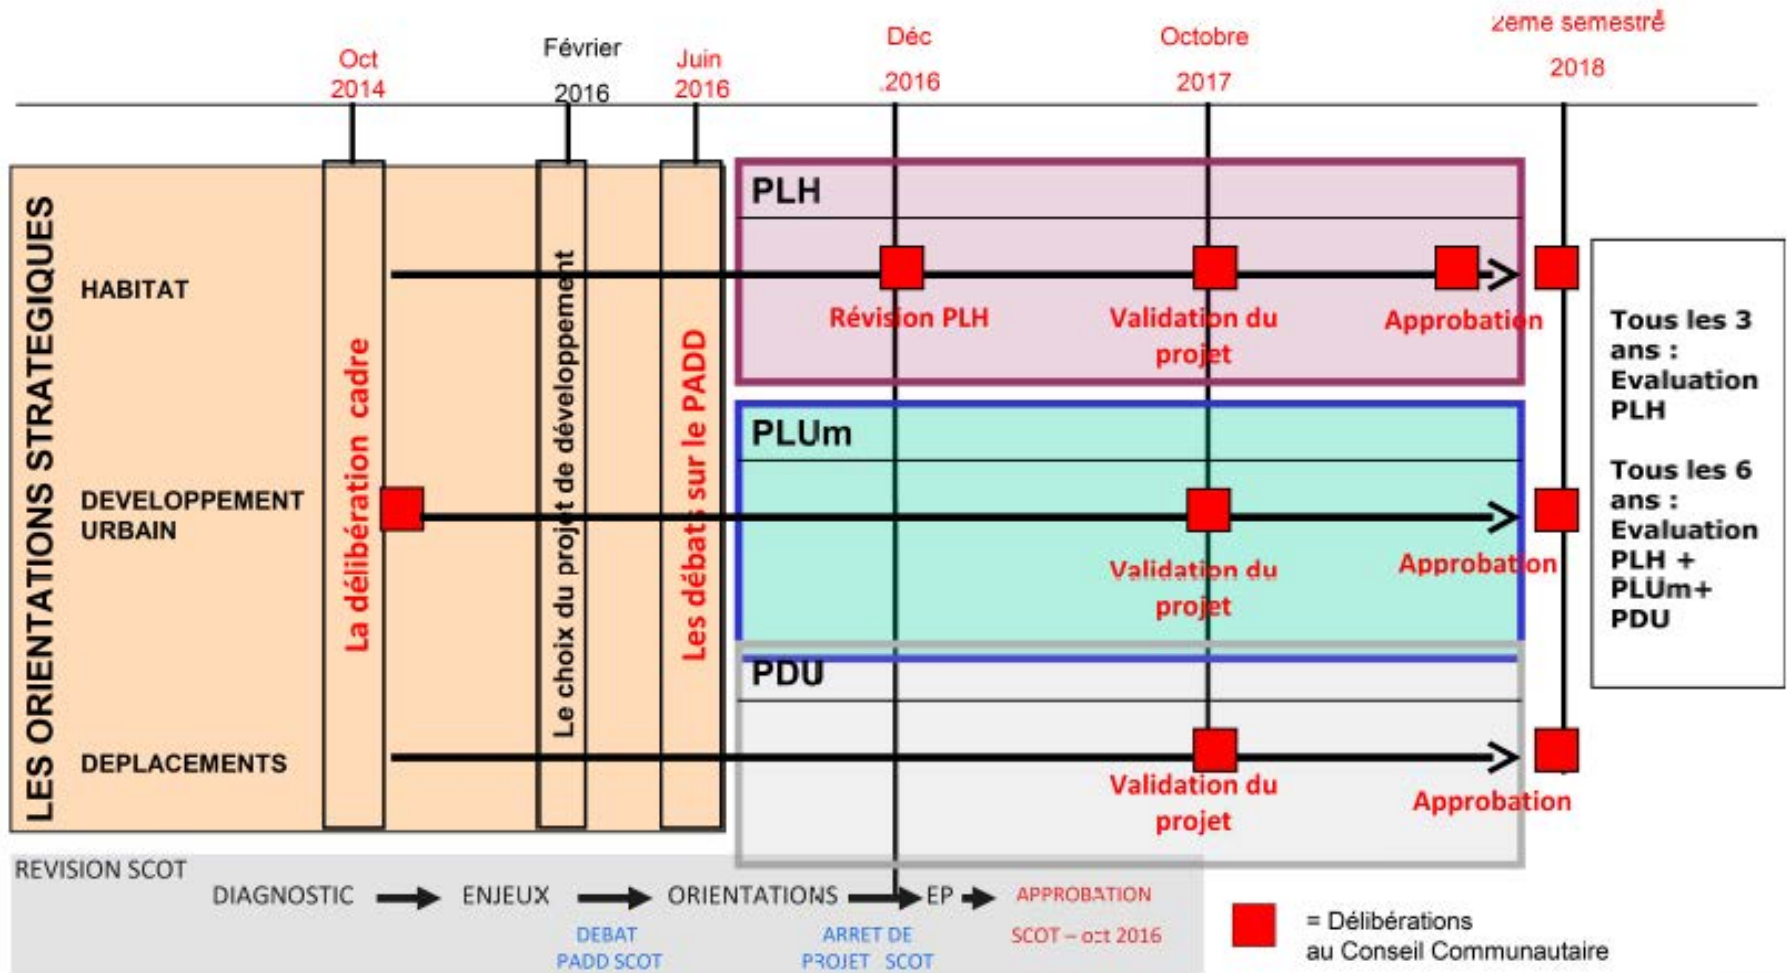 Oct
2014
Février
2016
Juin
2016
Déc
.2016
Octobre
2017
2ème semestre
2018
LES ORIENTATIONS STRATEGIQUES
HABITAT
DEVELOPPEMENT
URBAIN
DEPLACEMENTS
La délibération cadre
Le choix du projet de développement
Les débats sur le PADD
PLH
Révision PLH
Validation du
projet
Approbation
PLUm
Validation du
projet
Approbation
PDU
Validation du
projet
Approbation
Tous les 3
ans :
Evaluation
PLH
Tous les 6
ans :
Evaluation
PLH +
PLUm+
PDU
REVISION SCOT
DIAGNOSTIC
ENJEUX
ORIENTATIONS
EP
APPROBATION
SCOT – oct 2016
DEBAT
PADD SCOT
ARRET DE
PROJET SCOT
= Délibérations
au Conseil Communautaire